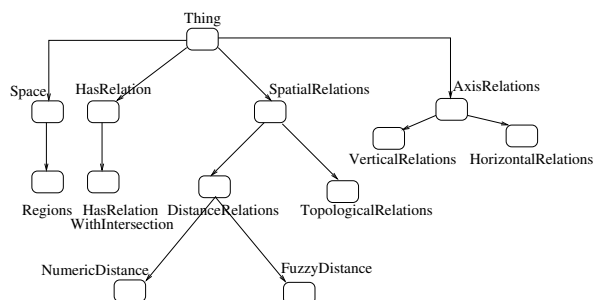 Thing
Space
HasRelation
SpatialRelations
AxisRelations
VerticalRelations
HorizontalRelations
Regions
HasRelation
WithIntersection
DistanceRelations
TopologicalRelations
NumericDistance
FuzzyDistance